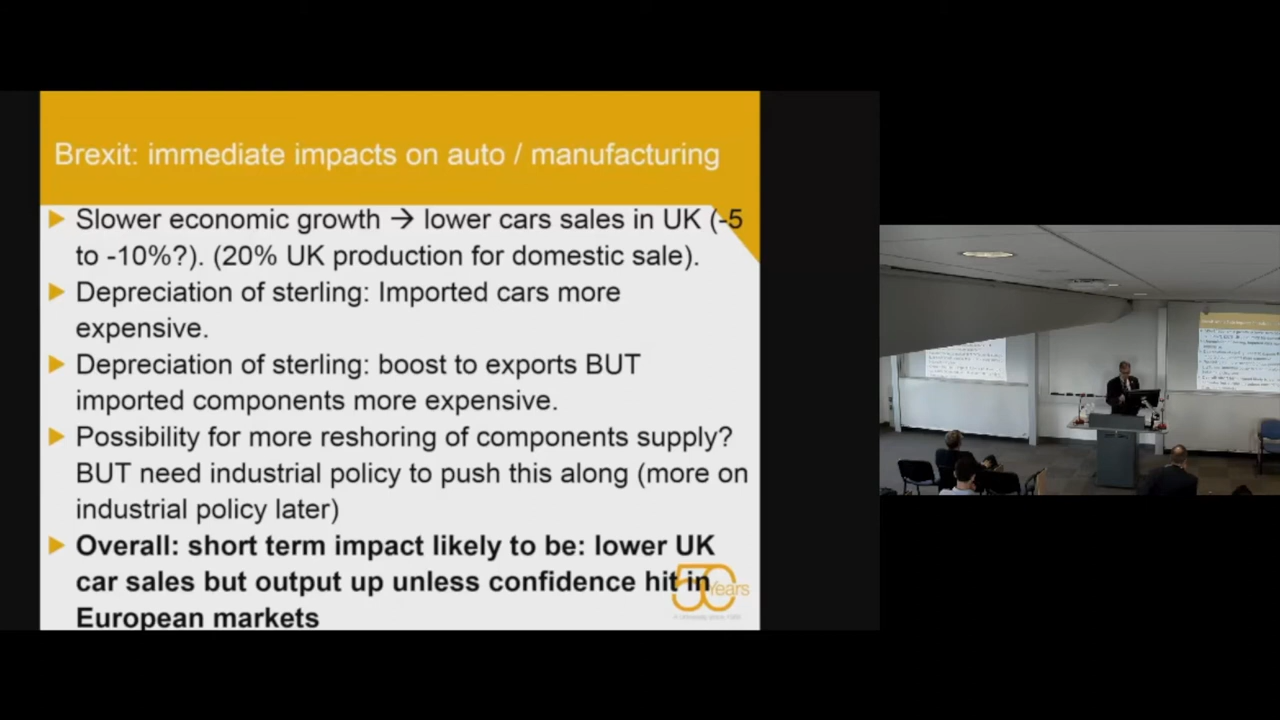 Brexit: immediate impacts on auto / manufacturing
Slower economic growth → lower cars sales in UK (-5
to -10%?). (20% UK production for domestic sale).
Depreciation of sterling: Imported cars more
expensive.
Depreciation of sterling: boost to exports BUT
imported components more expensive.
Possibility for more reshoring of components supply?
BUT need industrial policy to push this along (more on
industrial policy later)
Overall: short term impact likely to be: lower UK
car sales but output up unless confidence hit in
European markets
50
Years